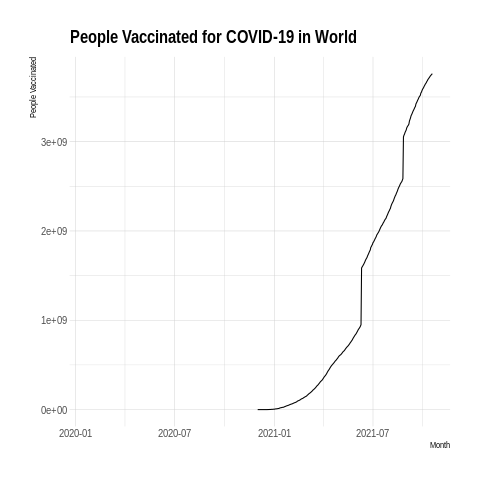 People Vaccinated for COVID-19 in World
People Vaccinated
3e+09
2e+09
1e+09
0e+00
2020-01 2020-07 2021-01 2021-07
Month